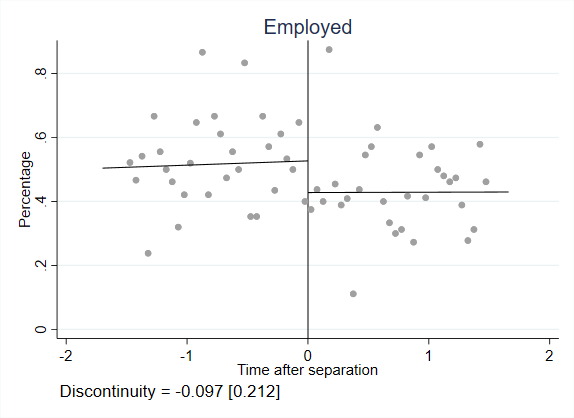 Employed
Percentage
.8
.6
.4
.2
0
-2
-1
0
1
2
Time after separation
Discontinuity = -0.097 [0.212]